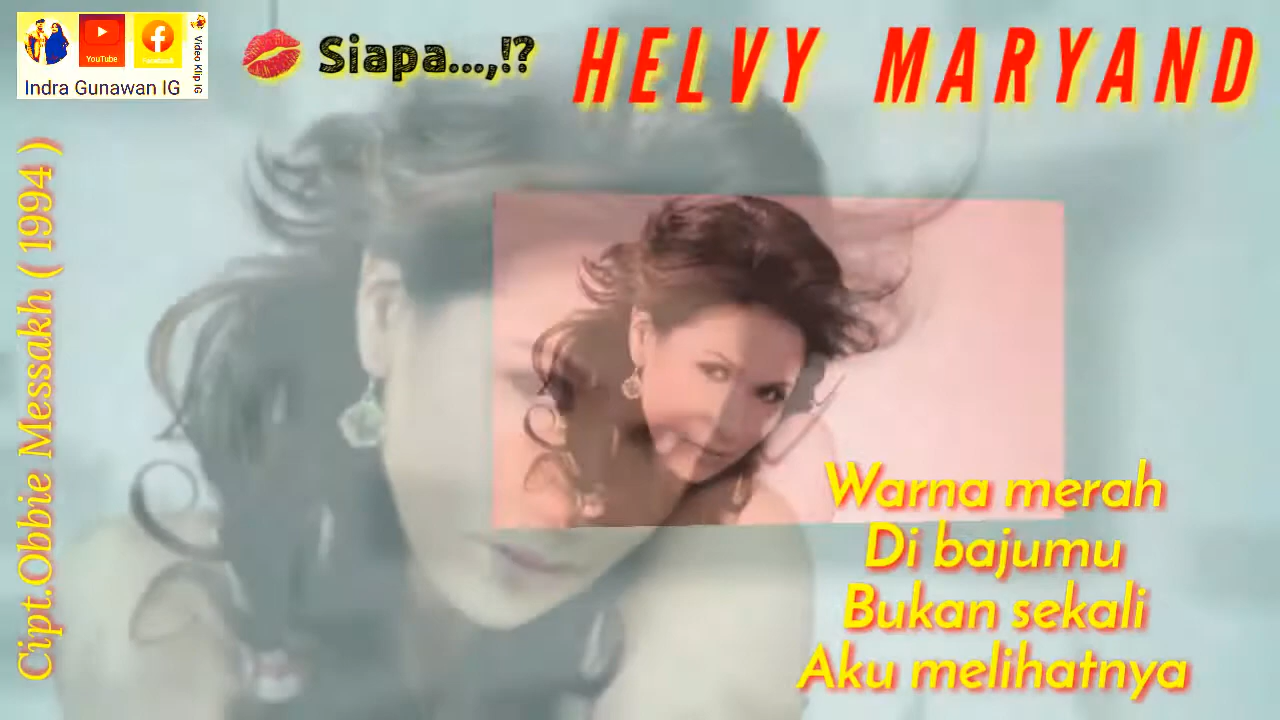 YouTube
Indra Gunawan IG
Video Klip IG
Siapa...,!?
HELVY MARYAND
Cipt.Obbie Messakh ( 1994 )
Warna merah
Di bajumu
Bukan sekali
Aku melihatnya